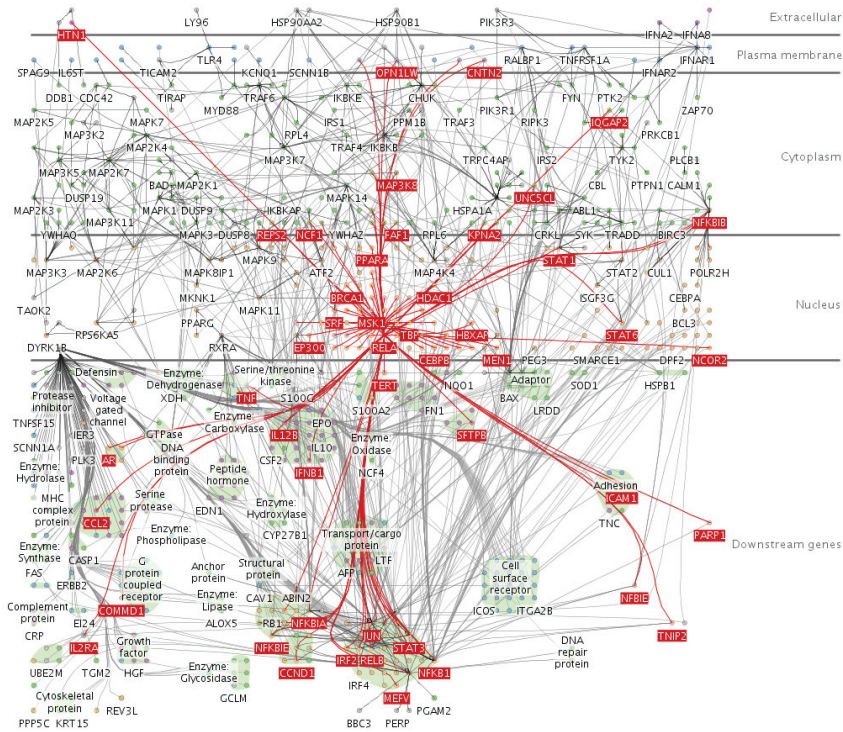 Extracellular
LY96 HSP90AA2 HSP90B1 PIK3R3 IFNA2 IFNA8
HTN1
Plasma membrane
TLR4 RALBP1 TNFRSF1A IFNAR1
SPAG9 IL6ST TICAM2 KCNQ1 SCNN1B OPN1LW CNTN2 IFNAR2
DDB1 CDC42 TIRAP TRAF6 IKBKE CHUK FYN PTK2 ZAP70
MYD88 PIK3R1
MAP2K5 MAPK7 IRS1 PPM1B TRAF3 RIPK3 IQGAP2
MAP3K2 RPL4 IKBKB PRKCB1
MAP2K4 TRAF4
MAP3K7 TRPC4AP IRS2 TYK2 PLCB1
Cytoplasm
MAP3K5 MAP2K7
BAD MAP2K1 MAP3K8 CBL PTPN1 CALM1
DUSP19 MAPK14 HSPA1A UNC5CL
MAP2K3 MAPK1 DUSP9 ABL1
MAP3K11 IKBKAP NFKBIB
YWHAQ MAPK3 DUSP8 REPS2 NCF1 YWHAZ FAF1 RPL6 KPNA2 CRKL SYK TRADD BIRC3
MAPK9 PPARA STAT1
MAP3K3 MAP2K6 MAPK8IP1 ATF2 MAP4K4 STAT2 CUL1 POLR2H
ISGF3G
MKNK1 BRCA1 HDAC1 CEBPA
Nucleus
TAOK2 MAPK11
RPS6KA5 PPARG SRF MSK1 TBP HBXAP STAT6 BCL3
DYRK1B RXRA EP300 RELA
CEBPB MEN1 PEG3 SMARCE1 DPF2 NCOR2
Defensin Enzyme: Dehydrogenase Serine/threonine kinase
TERT NQO1 Adaptor SOD1 HSPB1
Protease inhibitor Voltage gated channel XDH TNF S100G S100A2 FN1 BAX LRDD
TNFSF15 IER3 GTPase Enzyme: Carboxylase EPO
SCNN1A PLK3 AR DNA binding protein IL12B IL10 Enzyme: Oxidase SFTPB
Enzyme: Hydrolase Peptide hormone CSF2 IFNB1 NCF4
Adhesion
MHC complex protein CCL2 Serine protease EDN1 Enzyme: Hydroxylase ICAM1
TNC
Enzyme: Phospholipase CYP27B1 Transport/cargo protein PARP1
Downstream genes
Enzyme: Synthase CASP1 G protein coupled receptor Anchor protein Structural protein LTF Cell surface receptor
FAS ERBB2 AFP
Enzyme: Lipase CAV1 ABIN2 NFBIE
Complement protein COMMD1 ICOS ITGA2B
EI24 ALOX5 RB1 NFKBIA JUN TNIP2
CRP
IL2RA Growth factor NFKBIE STAT3 DNA repair protein
UBE2M TGM2 HGF Enzyme: Glycosidase CCND1 IRF2 RELB NFKB1
IRF4
Cytoskeletal protein GCLM MEFV
PPP5C KRT15 REV3L PGAM2
BBC3 PERP